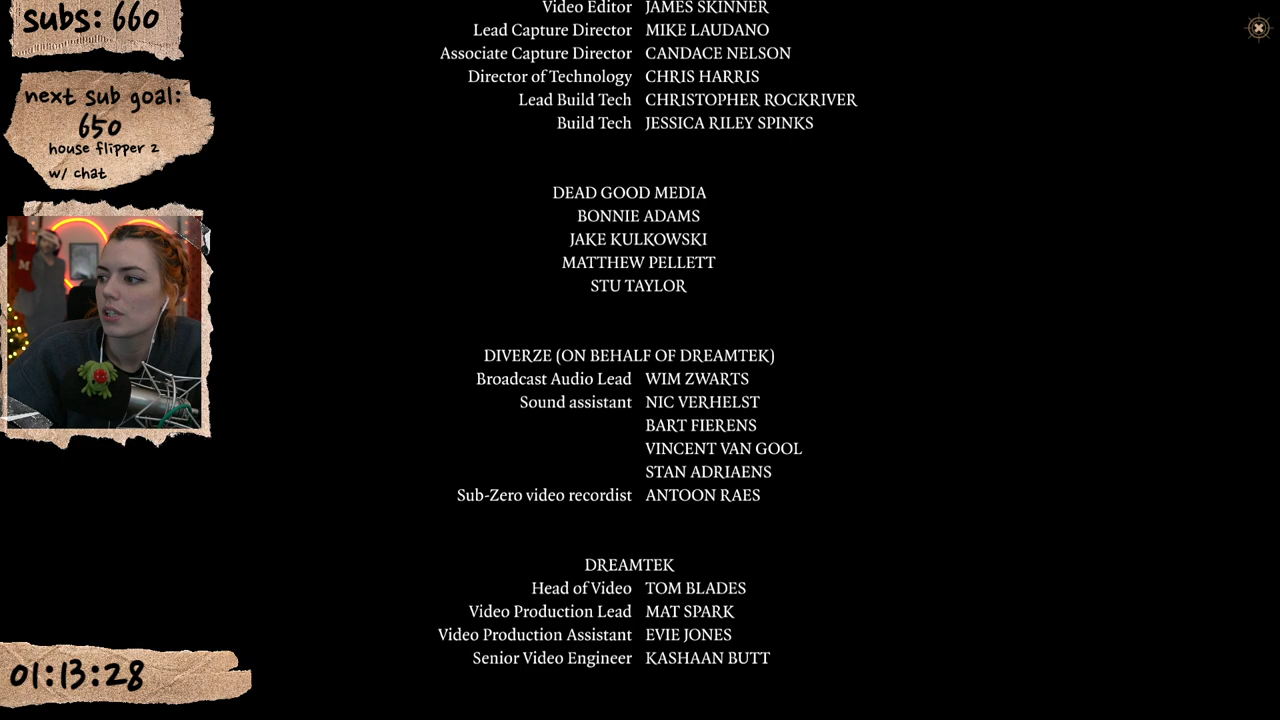 subs: 660
next sub goal:
650
house flipper 2
w/ chat
M
01:13:28
Video Editor JAMES SKINNER
Lead Capture Director MIKE LAUDANO
Associate Capture Director CANDACE NELSON
Director of Technology CHRIS HARRIS
Lead Build Tech CHRISTOPHER ROCKRIVER
Build Tech JESSICA RILEY SPINKS
DEAD GOOD MEDIA
BONNIE ADAMS
JAKE KULKOWSKI
MATTHEW PELLETT
STU TAYLOR
DIVERZE (ON BEHALF OF DREAMTEK)
Broadcast Audio Lead WIM ZWARTS
Sound assistant NIC VERHELST
BART FIERENS
VINCENT VAN GOOL
STAN ADRIAENS
Sub-Zero video recordist ANTOON RAES
DREAMTEK
Head of Video TOM BLADES
Video Production Lead MAT SPARK
Video Production Assistant EVIE JONES
Senior Video Engineer KASHAAN BUTT